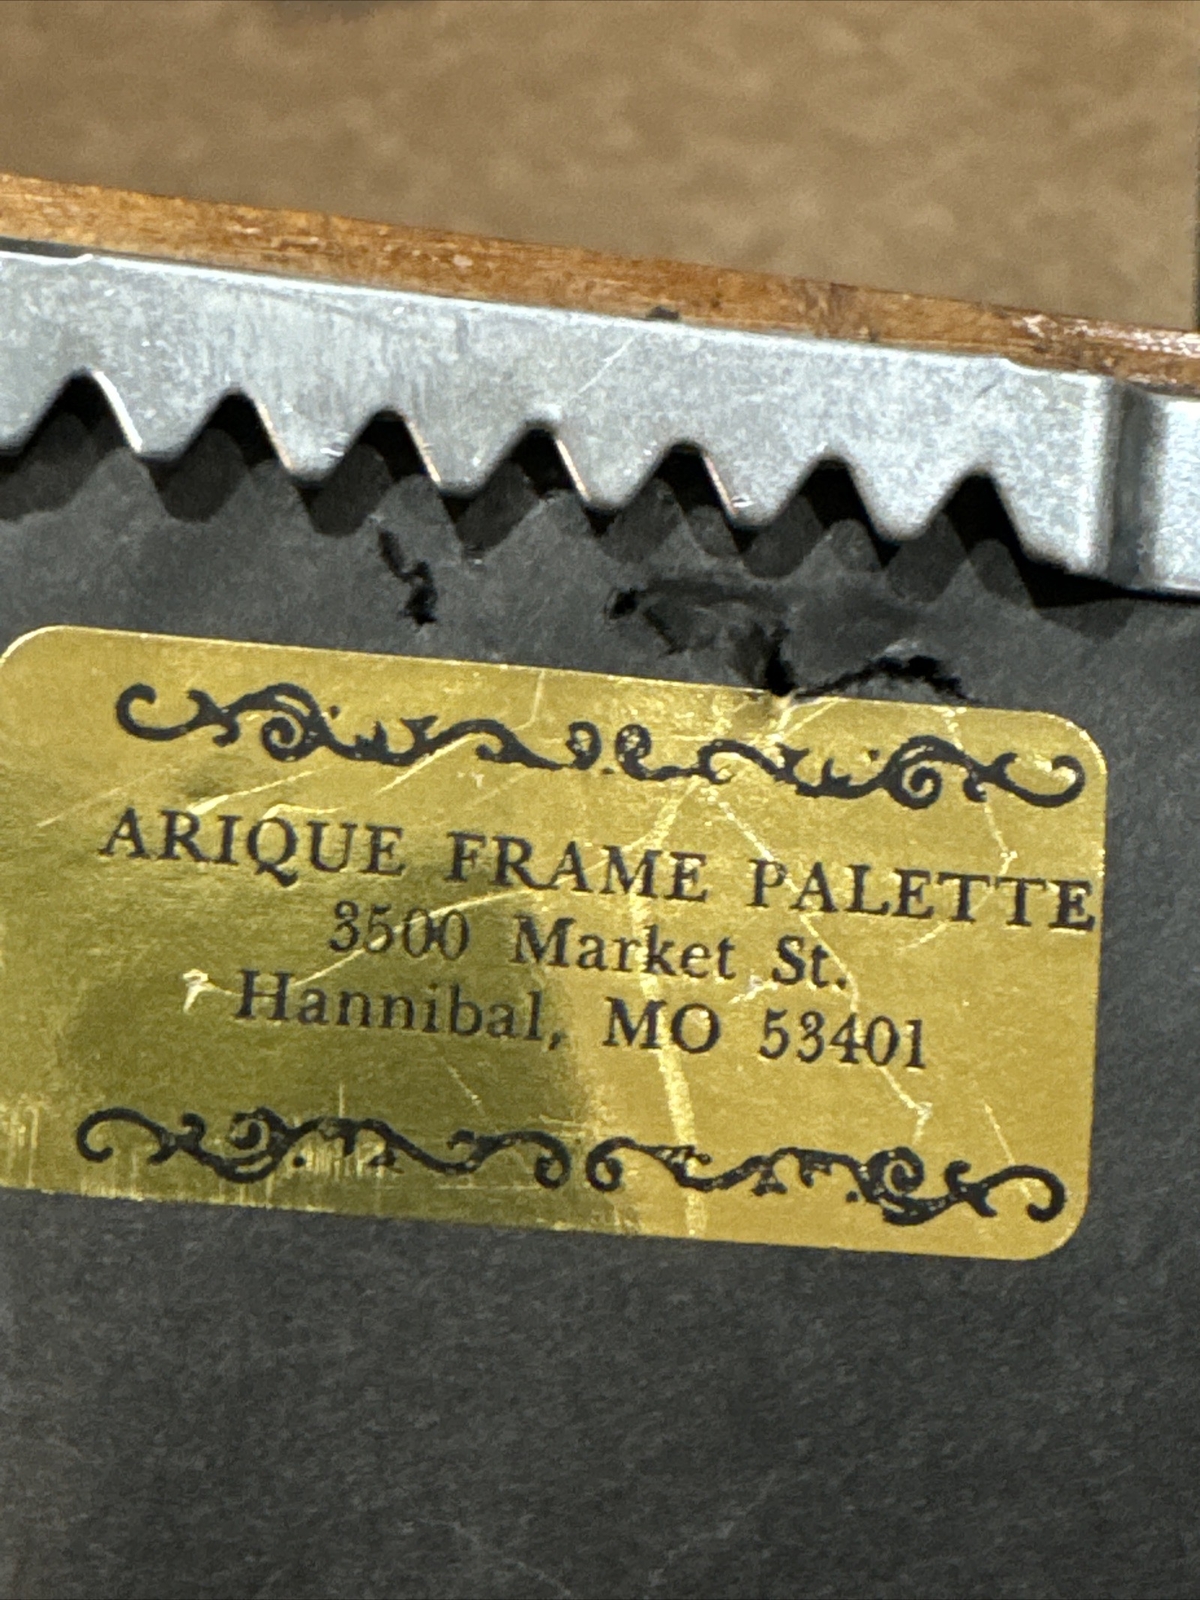 ARIQUE FRAME PALETTE
3500 Market St.
Hannibal, MO 53401